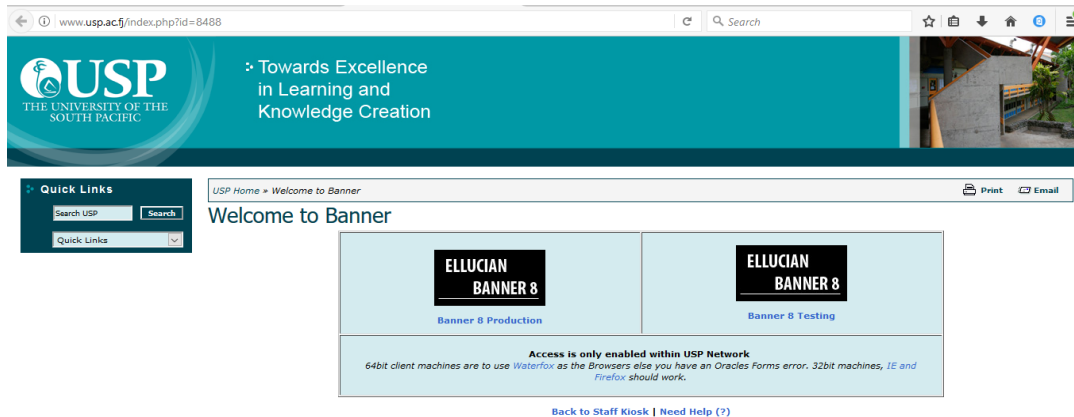 www.usp.ac.fj/index.php?id=8488
Search
USP
THE UNIVERSITY OF THE
SOUTH PACIFIC
Towards Excellence
in Learning and
Knowledge Creation
Quick Links
Search USP
Search
Quick Links
USP Home » Welcome to Banner
Print
Email
Welcome to Banner
ELLUCIAN
BANNER 8
Banner 8 Production
ELLUCIAN
BANNER 8
Banner 8 Testing
Access is only enabled within USP Network
64bit client machines are to use Waterfox as the Browsers else you have an Oracles Forms error. 32bit machines, IE and
Firefox should work.
Back to Staff Kiosk | Need Help (?)